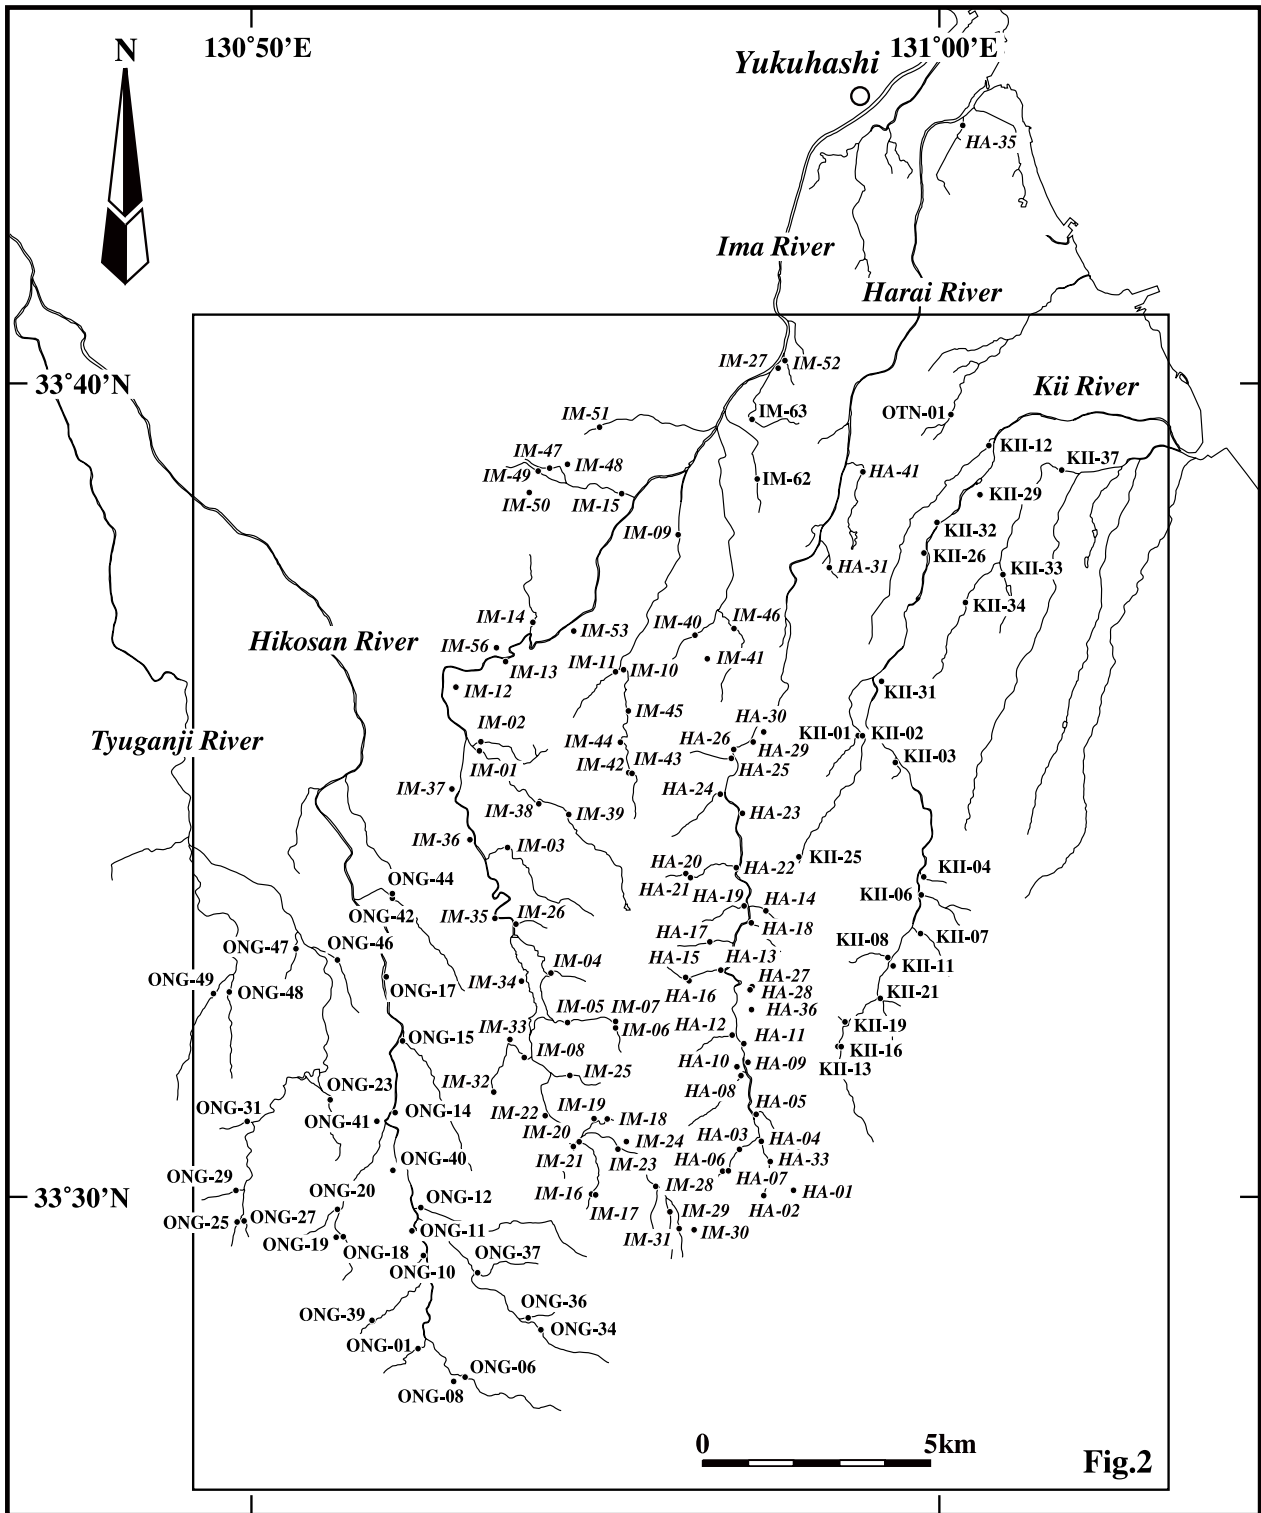 130°50'E
131°00'E
N
Yukuhashi
HA-35
Ima River
Harai River
IM-27
IM-52
33°40'N
Kii River
IM-63
OTN-01
IM-51
KII-12
IM-47
IM-48
KII-37
IM-49
HA-41
IM-62
KII-29
IM-50
IM-15
KII-32
IM-09
KII-26
HA-31
KII-33
KII-34
IM-14
IM-53
IM-40
IM-46
Hikosan River
IM-56
IM-13
IM-11
IM-10
IM-41
IM-12
KII-31
IM-45
Tyuganji River
IM-02
IM-44
HA-30
HA-26
HA-29
KII-01
KII-02
IM-01
IM-43
IM-42
HA-25
KII-03
IM-37
HA-24
IM-38
IM-39
HA-23
IM-36
IM-03
HA-20
HA-22
KII-25
KII-04
ONG-44
HA-21
HA-19
HA-14
KII-06
ONG-42
IM-35
IM-26
HA-18
ONG-47
ONG-46
HA-17
KII-07
KII-08
ONG-49
IM-04
HA-15
HA-13
KII-11
ONG-48
ONG-17
IM-34
HA-16
HA-27
HA-28
KII-21
IM-05
IM-07
HA-36
ONG-15
IM-33
IM-06
HA-12
HA-11
KII-19
IM-08
HA-10
HA-09
KII-16
KII-13
ONG-23
IM-32
IM-25
HA-08
ONG-31
ONG-41
ONG-14
IM-22
IM-19
IM-18
HA-05
IM-20
IM-24
HA-03
HA-04
IM-21
IM-23
HA-06
HA-33
ONG-40
ONG-29
ONG-20
ONG-12
IM-16
IM-28
HA-07
HA-01
33°30'N
IM-17
IM-29
HA-02
ONG-25
ONG-27
ONG-11
IM-31
IM-30
ONG-19
ONG-18
ONG-37
ONG-10
ONG-39
ONG-36
ONG-34
ONG-01
ONG-06
ONG-08
0
5km
Fig.2